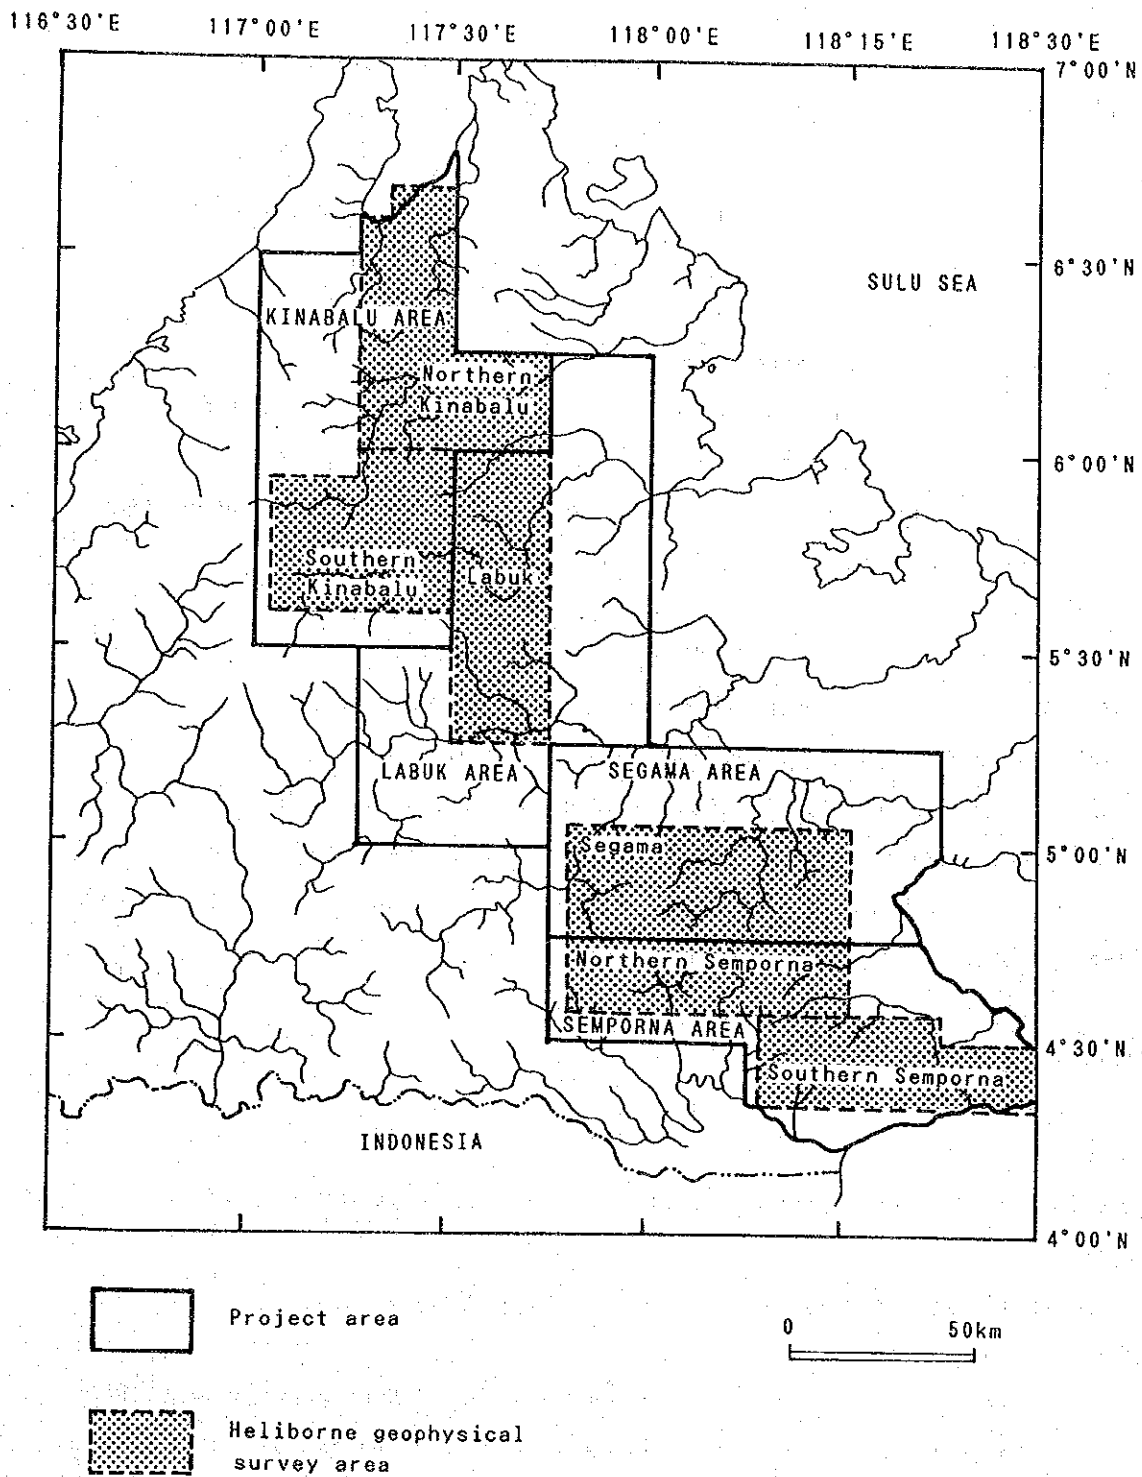 116°30'E 117°00'E 117°30'E 118°00'E 118°15'E 118°30'E
7°00'N
6°30'N
SULU SEA
KINABALU AREA
Northern
Kinabalu
6°00'N
Southern
Kinabalu
Labuk
5°30'N
LABUK AREA
SEGAMA AREA
Segama
5°00'N
Northern Semporna
SEMPORNA AREA
4°30'N
Southern Semporna
INDONESIA
4°00'N
Project area
0 50km
Heliborne geophysical
survey area